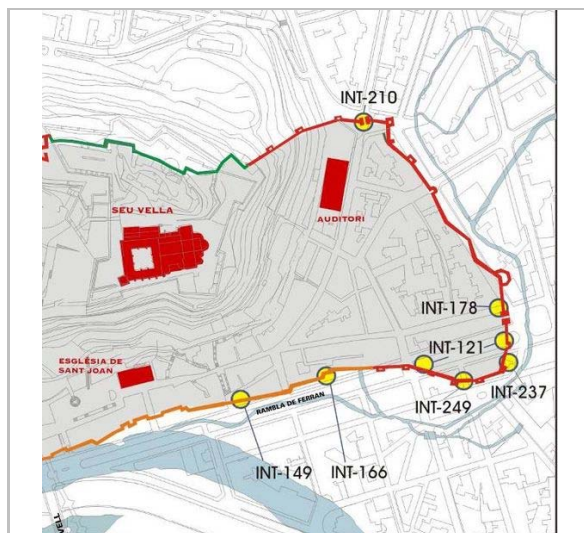 INT-210
SEU VELLA
AUDITORI
INT-178
INT-121
ESGLÉSIA DE
SANT JOAN
INT-237
INT-249
RAMBLA DE FERRAN
INT-149
INT-166
VELL